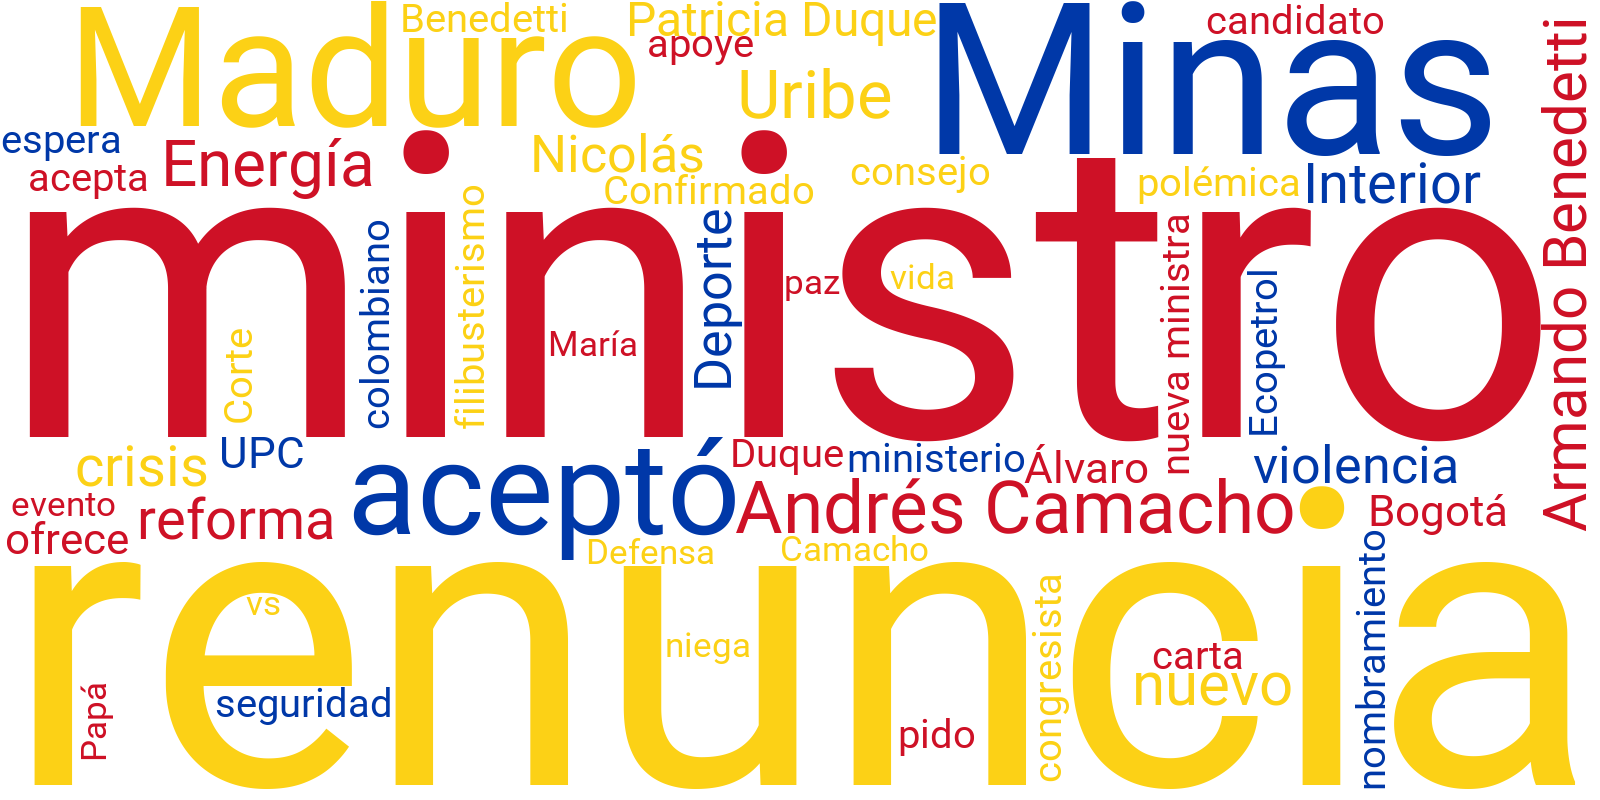 Maduro
Benedetti
Patricia Duque
apoye
Uribe
Minas
candidato
Armando Benedetti
espera
acepta
Energía
Nicolás
Confirmado
consejo
polémica
Interior
ministro
colombiano
filibusterismo
Deporte
paz
vida
nueva ministra
Ecopetrol
Corte
María
crisis
UPC
aceptó
Duque
ministerio
Álvaro
violencia
evento
ofrece
reforma
Andrés Camacho
Bogotá
Defensa
Camacho
renuncia
vs
niega
congresista
carta
nuevo
nombramiento
Papá
seguridad
pido